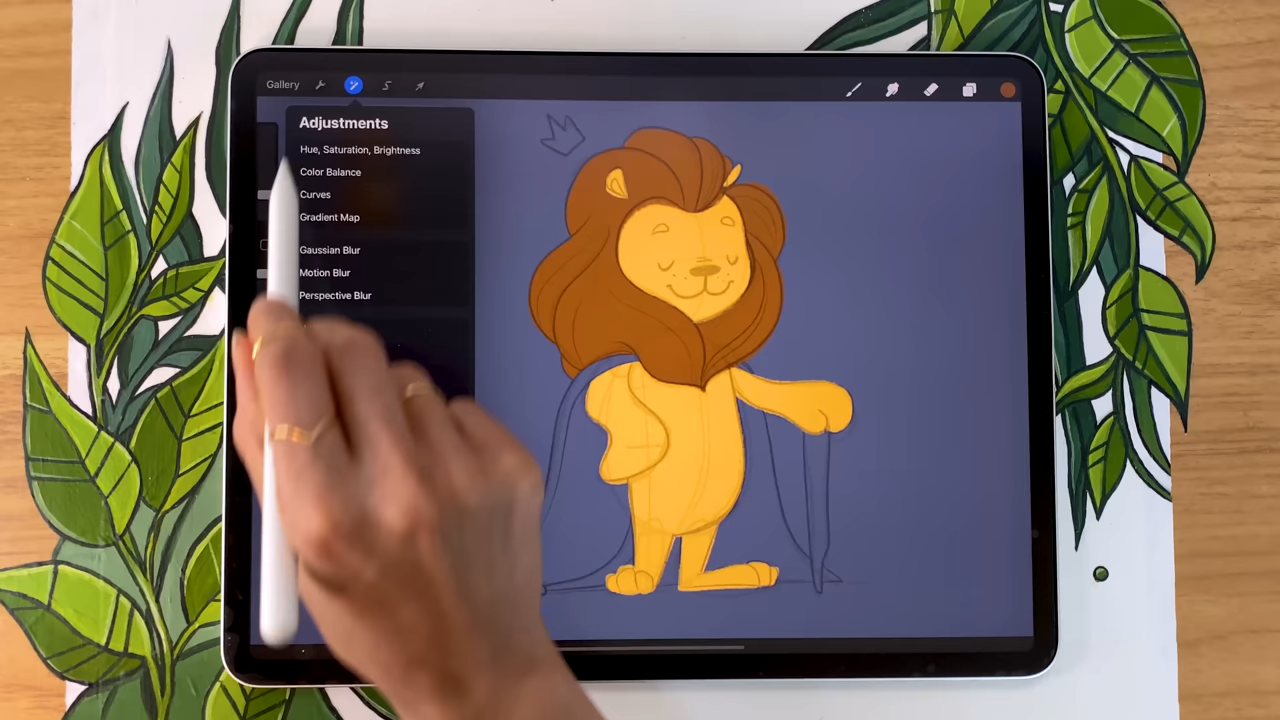 Gallery
Adjustments
Hue, Saturation, Brightness
Color Balance
Curves
Gradient Map
Gaussian Blur
Motion Blur
Perspective Blur